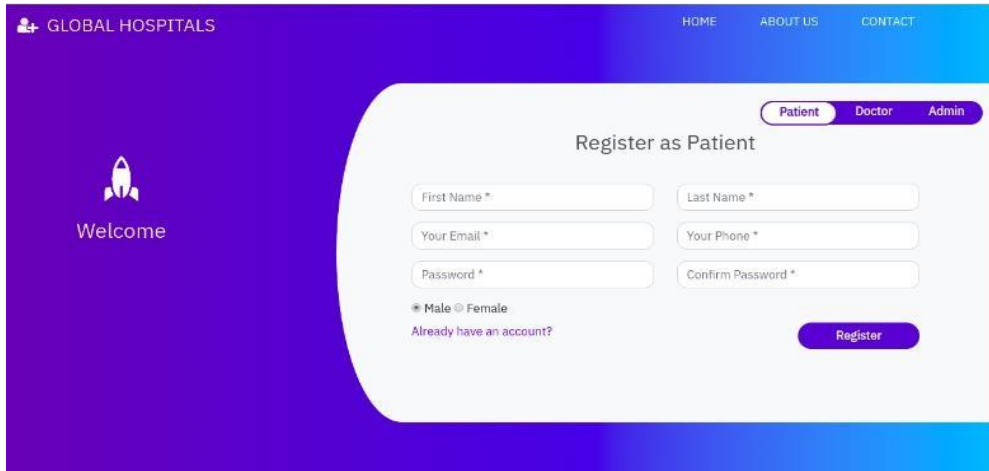 GLOBAL HOSPITALS
HOME ABOUT US CONTACT
Patient Doctor Admin
Register as Patient
Welcome
First Name * Last Name *
Your Email * Your Phone *
Password * Confirm Password *
Male Female
Already have an account?
Register